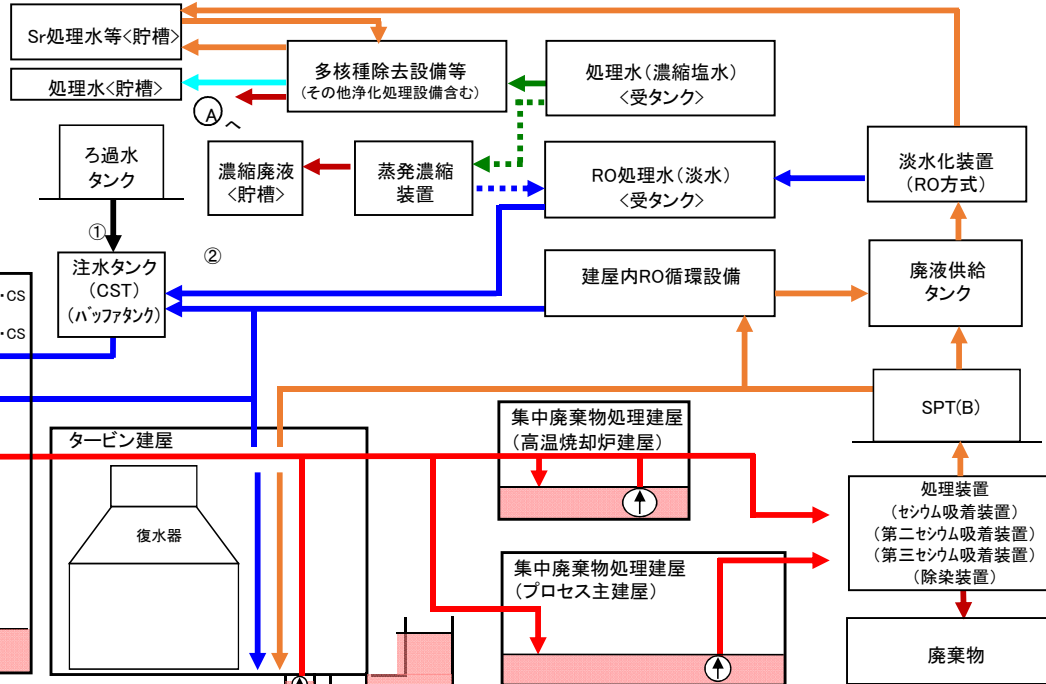 Sr処理水等<貯槽>
処理水<貯槽>
多核種除去設備等
(その他浄化処理設備含む)
処理水(濃縮塩水)
<受タンク>
A へ
ろ過水
タンク
濃縮廃液
<貯槽>
蒸発濃縮
装置
RO処理水(淡水)
<受タンク>
淡水化装置
(RO方式)
①
②
注水タンク
(CST)
(バッファタンク)
建屋内RO循環設備
廃液供給
タンク
・CS
・CS
SPT(B)
タービン建屋
復水器
集中廃棄物処理建屋
(高温焼却炉建屋)
処理装置
(セシウム吸着装置)
(第二セシウム吸着装置)
(第三セシウム吸着装置)
(除染装置)
集中廃棄物処理建屋
(プロセス主建屋)
廃棄物